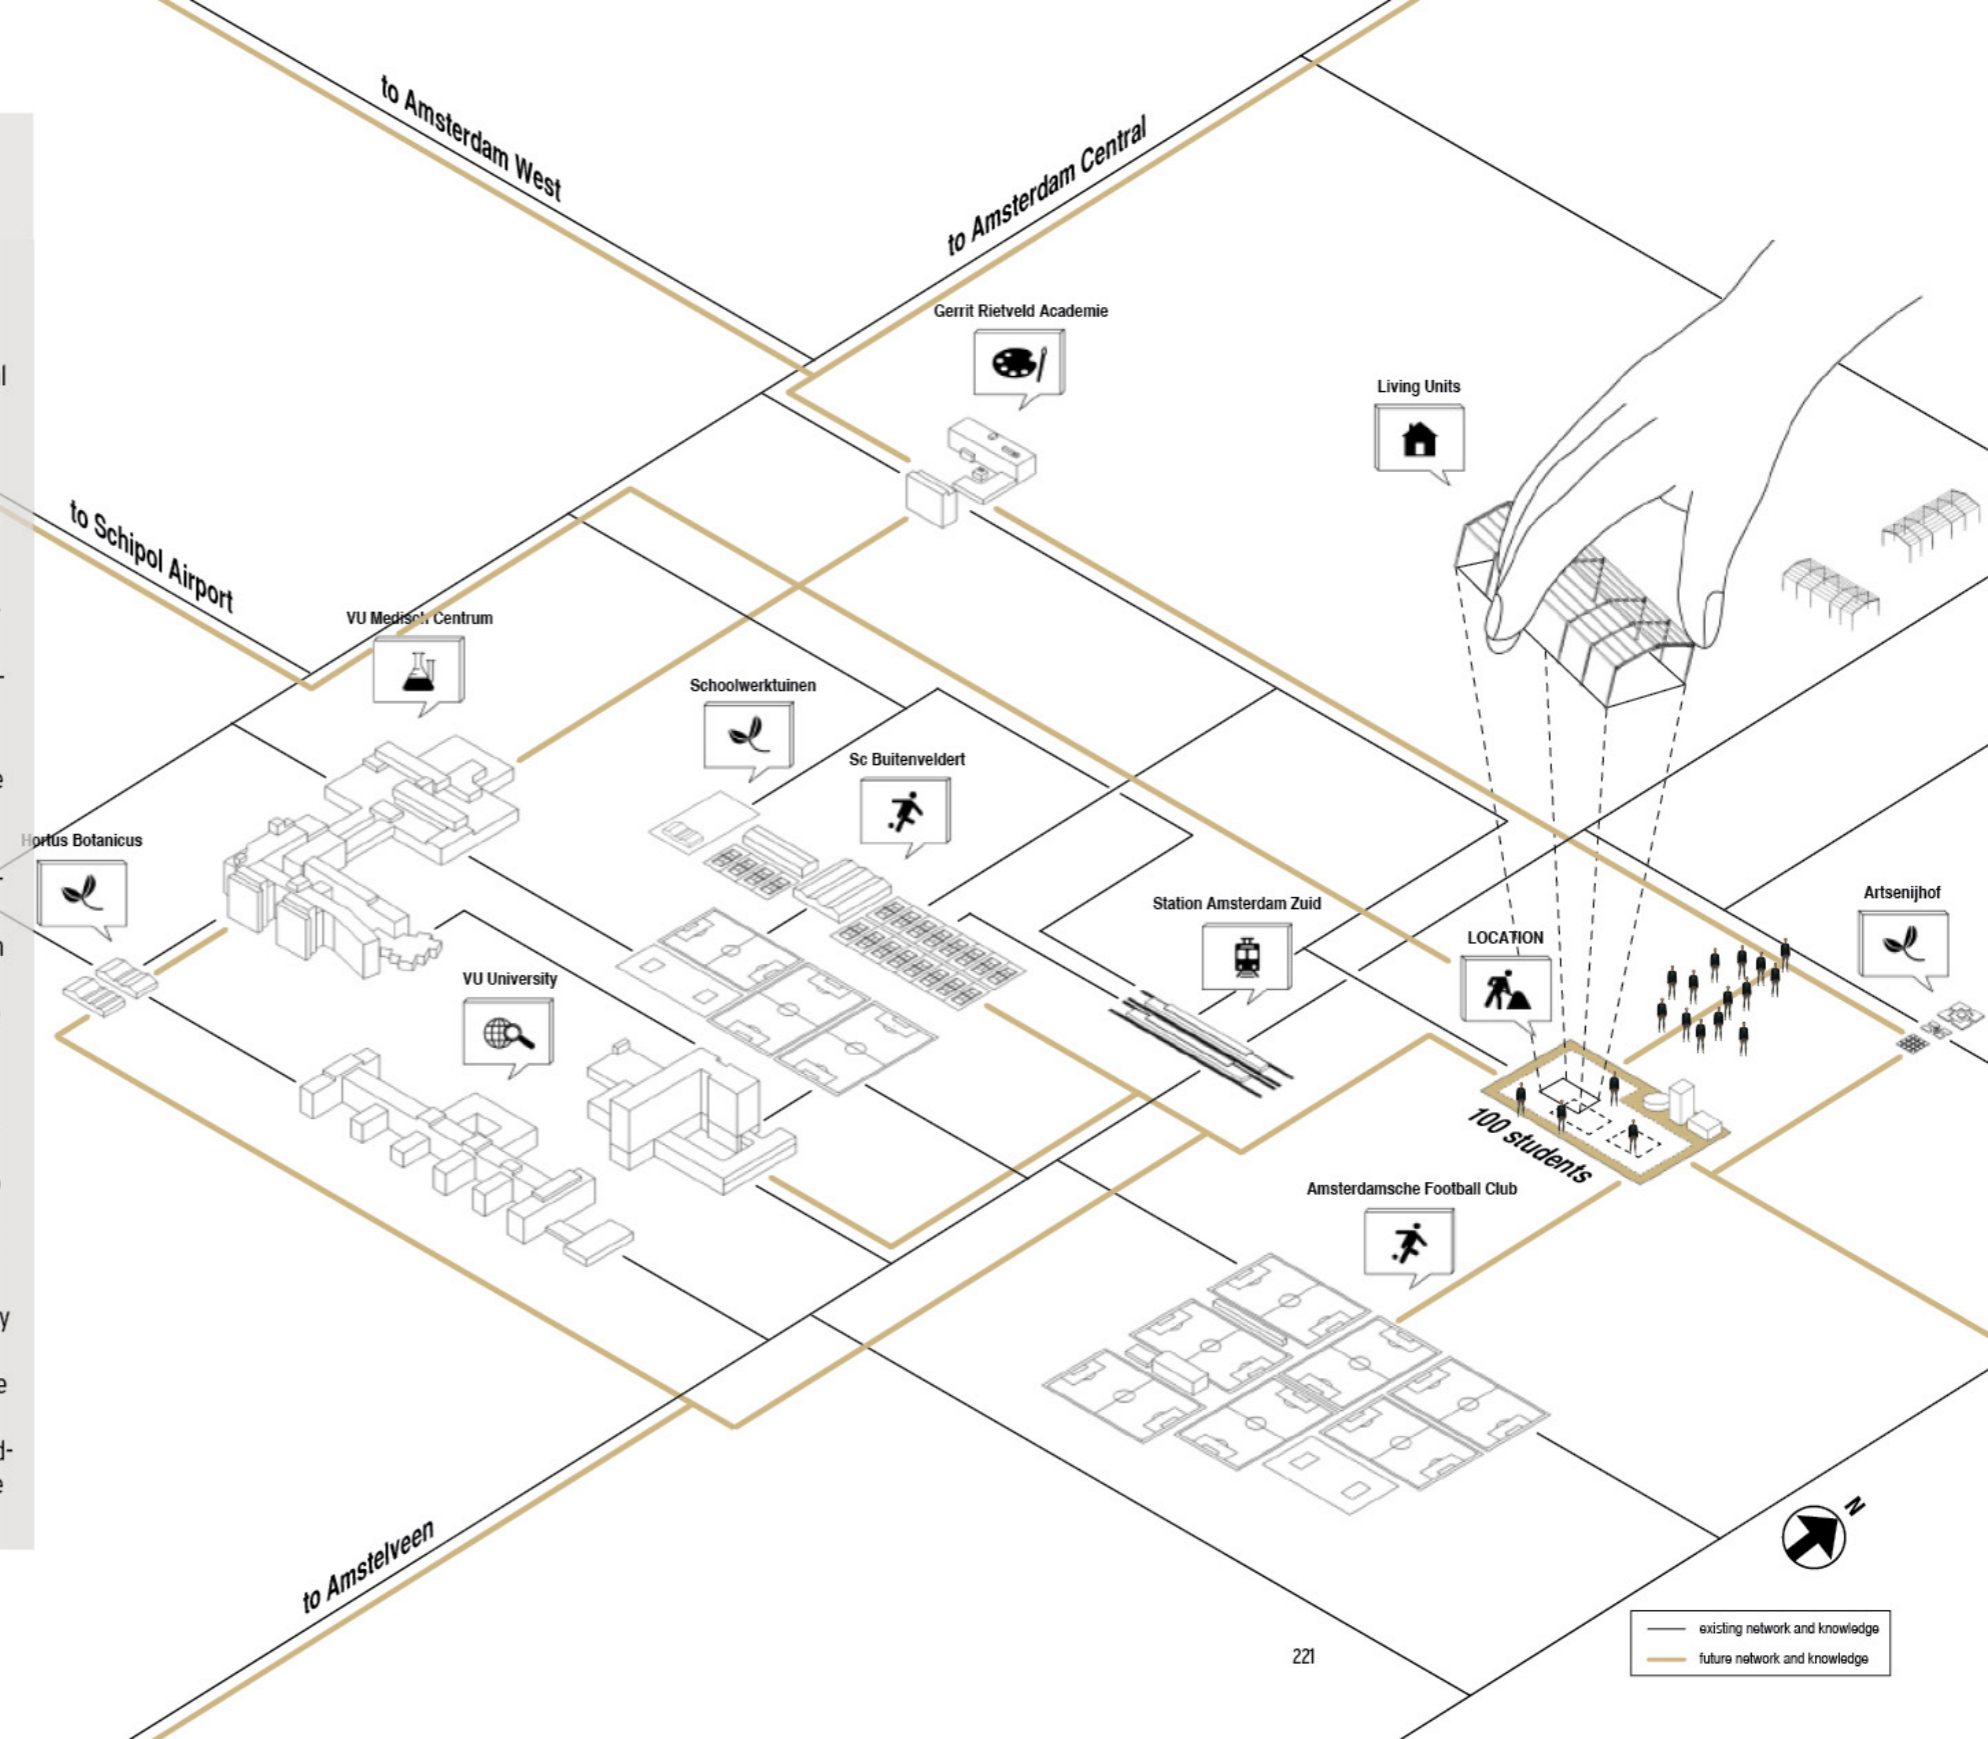 to Amsterdam West
to Amsterdam Central
Gerrit Rietveld Academie
Living Units
to Schipol Airport
VU Medisch Centrum
Schoolwerktuinen
Sc Buitenveldert
Hortus Botanicus
Station Amsterdam Zuid
Artsenijhof
LOCATION
VU University
100 students
Amsterdamsche Football Club
to Amstelveen
N
existing network and knowledge
future network and knowledge
221